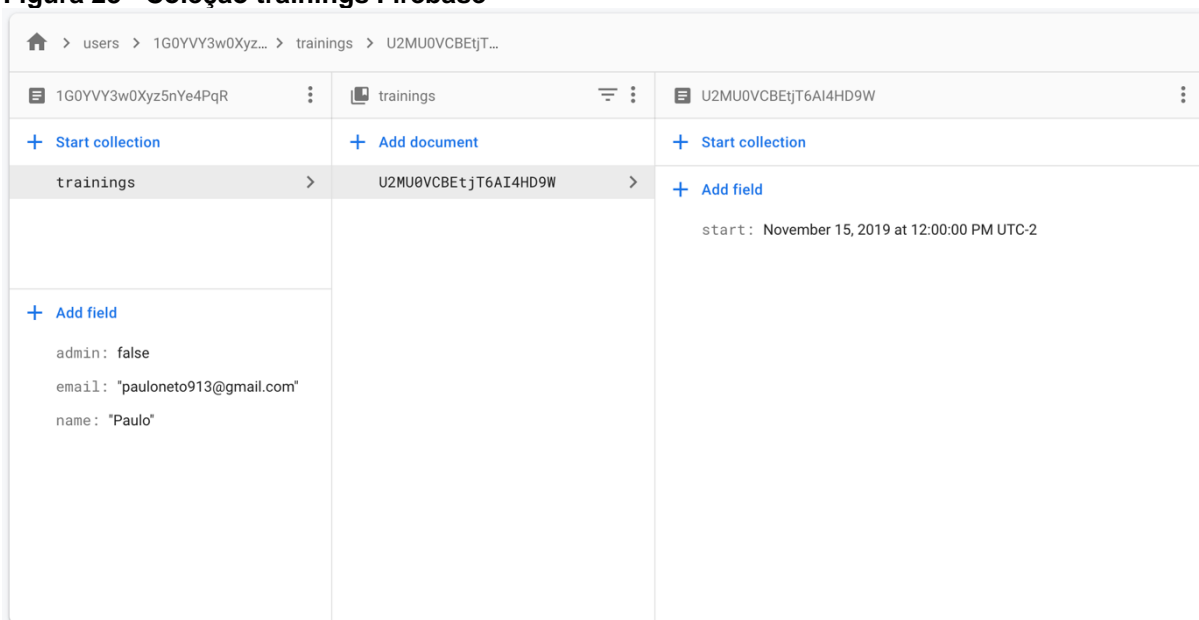 Figura 23 - Coleção trainings Firebase
users > 1G0YVY3w0Xyz... > trainings > U2MU0VCBEtjT...
1G0YVY3w0Xyz5nYe4PqR
trainings
U2MU0VCBEtjT6AI4HD9W
+ Start collection
+ Add document
+ Start collection
trainings >
U2MU0VCBEtjT6AI4HD9W >
+ Add field
start: November 15, 2019 at 12:00:00 PM UTC-2
+ Add field
admin: false
email: "pauloneto913@gmail.com"
name: "Paulo"